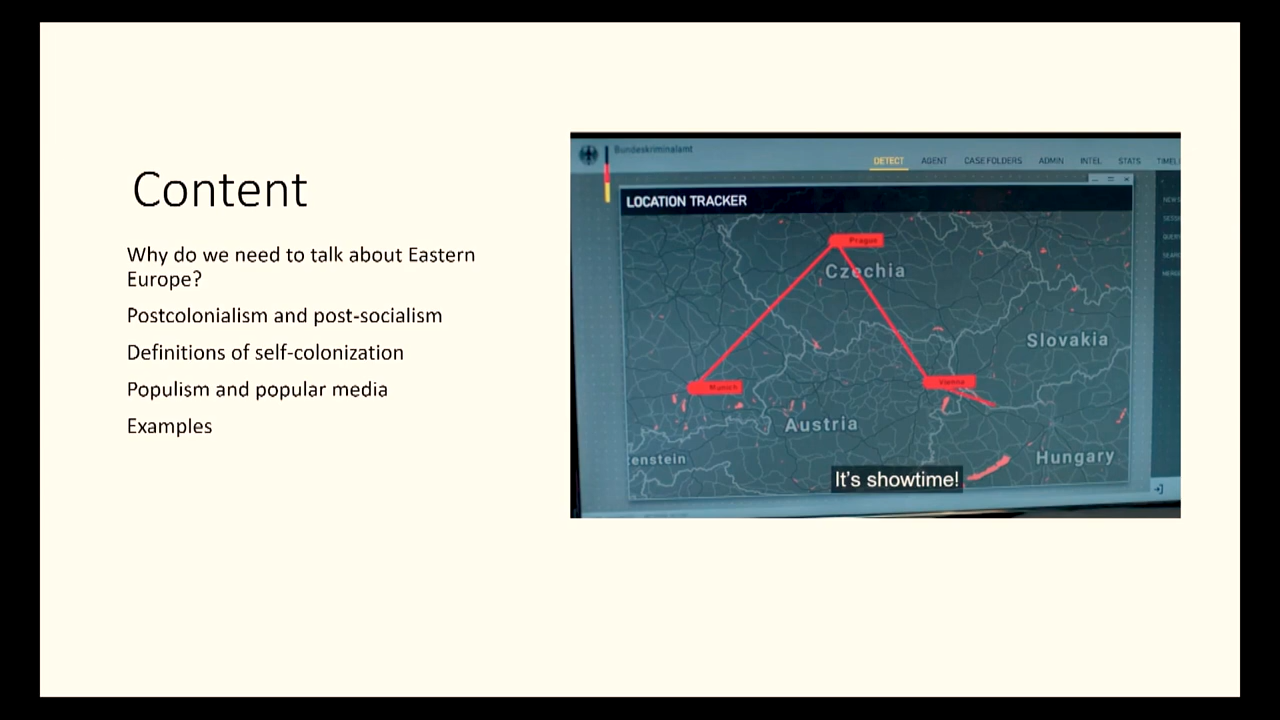 Content
Why do we need to talk about Eastern
Europe?
Postcolonialism and post-socialism
Definitions of self-colonization
Populism and popular media
Examples
Bundeskriminalamt
DETECT AGENT CASE FOLDERS ADMIN INTEL STATS
LOCATION TRACKER
Prague
Czechia
Slovakia
Munich
Vienna
Austria
enstein
Hungary
It's showtime!